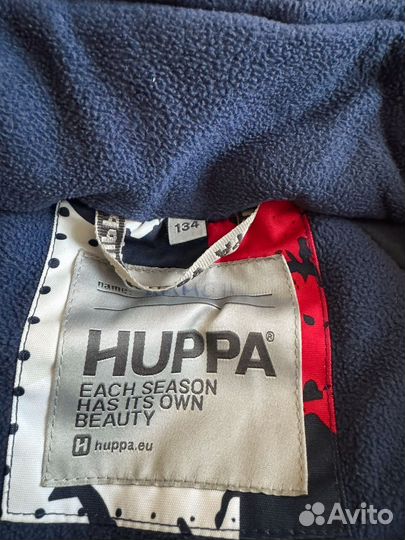 134
name:
HUPPA®
EACH SEASON
HAS ITS OWN
BEAUTY
H huppa.eu
Avito